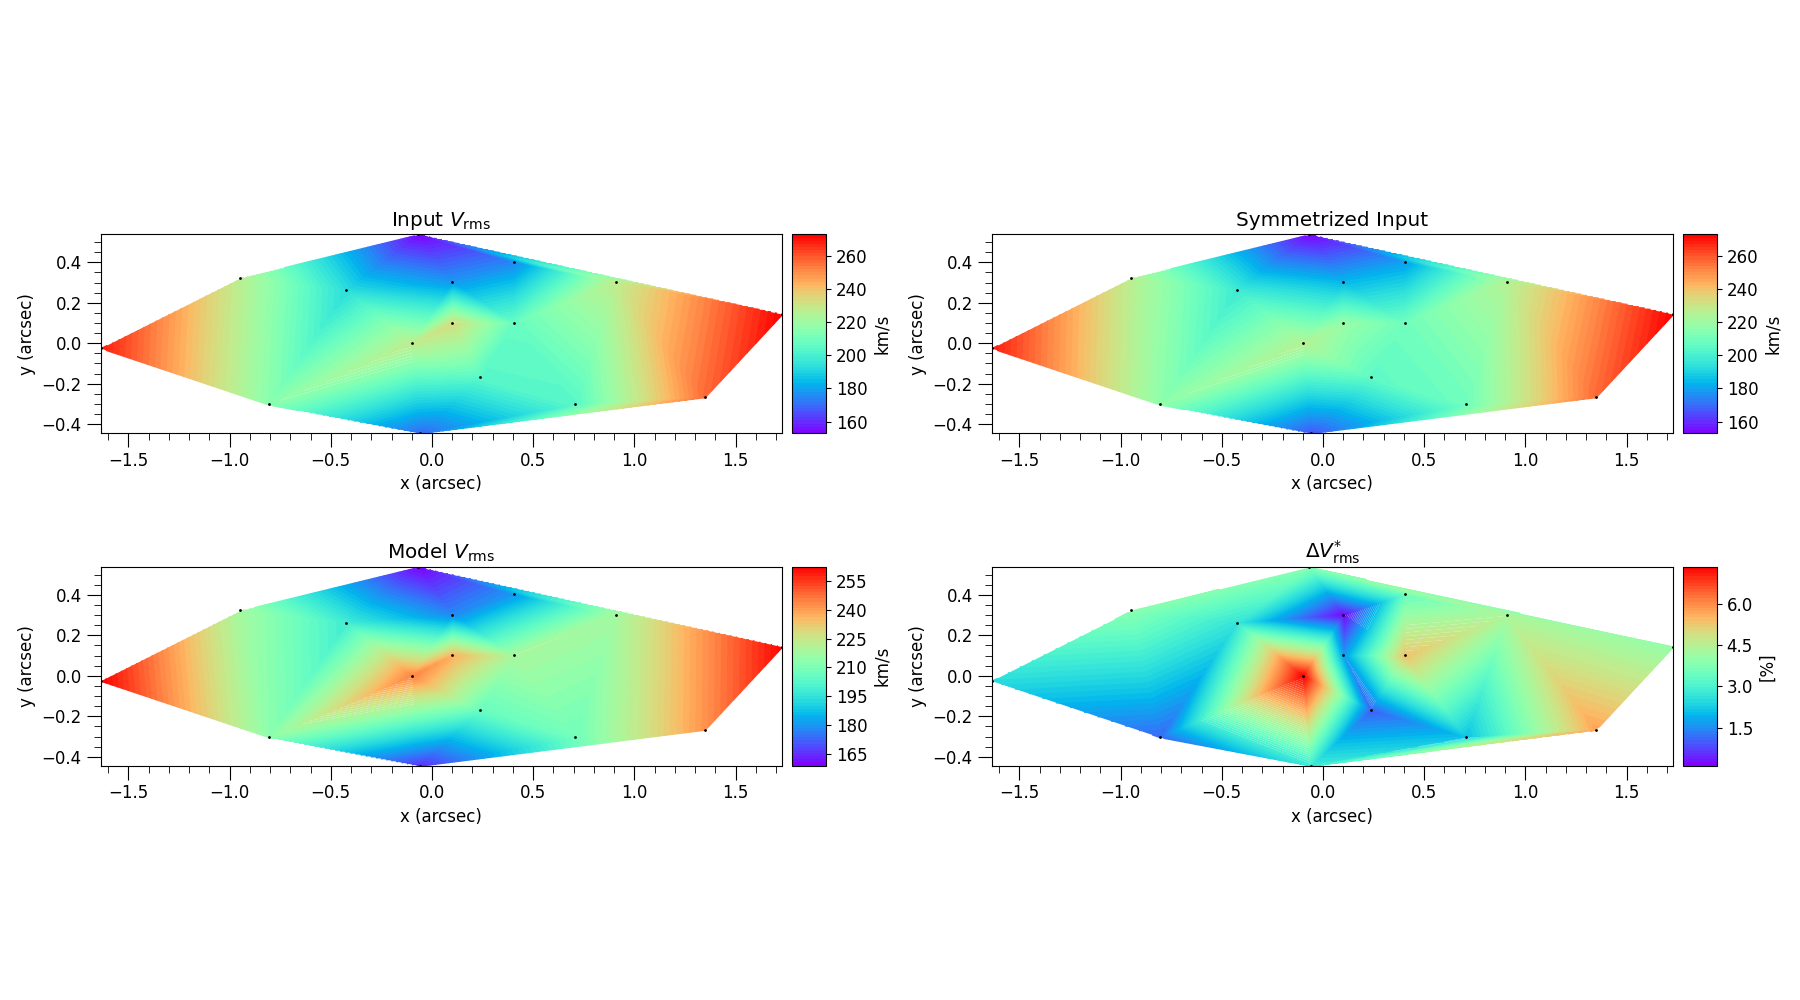 Input V_rms
Symmetrized Input
0.4
0.2
0.0
−0.2
−0.4
y (arcsec)
−1.5 −1.0 −0.5 0.0 0.5 1.0 1.5
x (arcsec)
260
240
220
200
180
160
km/s
0.4
0.2
0.0
−0.2
−0.4
y (arcsec)
−1.5 −1.0 −0.5 0.0 0.5 1.0 1.5
x (arcsec)
260
240
220
200
180
160
km/s
Model V_rms
ΔV*_rms
0.4
0.2
0.0
−0.2
−0.4
y (arcsec)
−1.5 −1.0 −0.5 0.0 0.5 1.0 1.5
x (arcsec)
255
240
225
210
195
180
165
km/s
0.4
0.2
0.0
−0.2
−0.4
y (arcsec)
−1.5 −1.0 −0.5 0.0 0.5 1.0 1.5
x (arcsec)
6.0
4.5
3.0
1.5
[%]